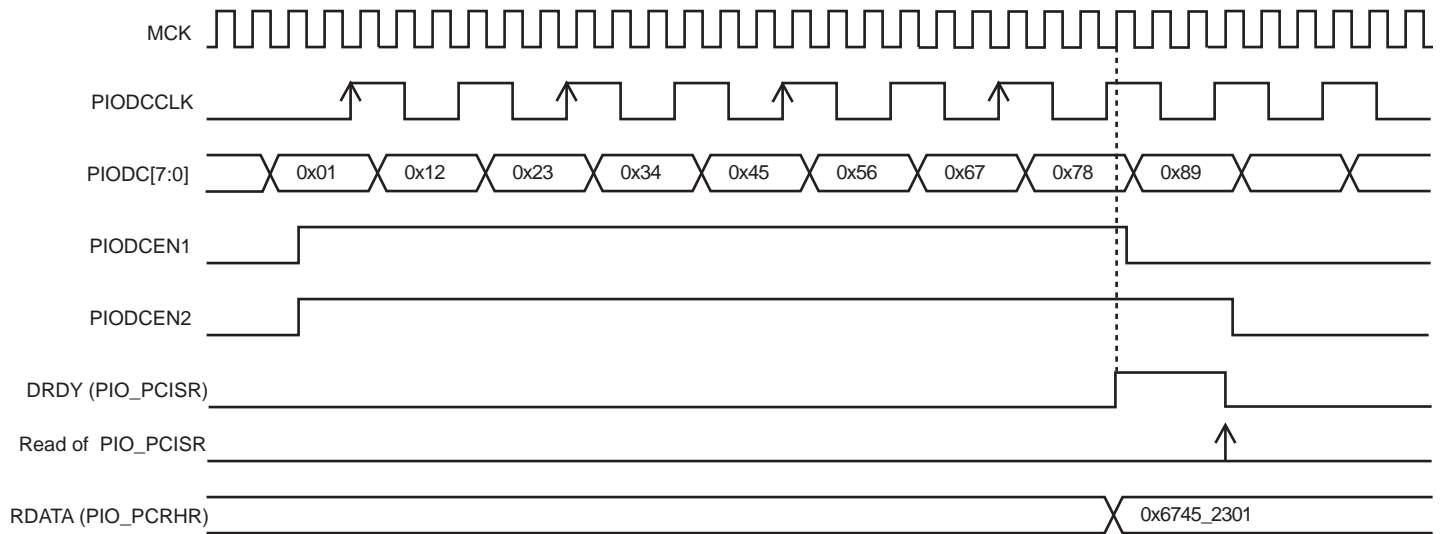 MCK
PIODCCLK
PIODC[7:0] 0x01 0x12 0x23 0x34 0x45 0x56 0x67 0x78 0x89
PIODCEN1
PIODCEN2
DRDY (PIO_PCISR)
Read of PIO_PCISR
RDATA (PIO_PCRHR) 0x6745_2301